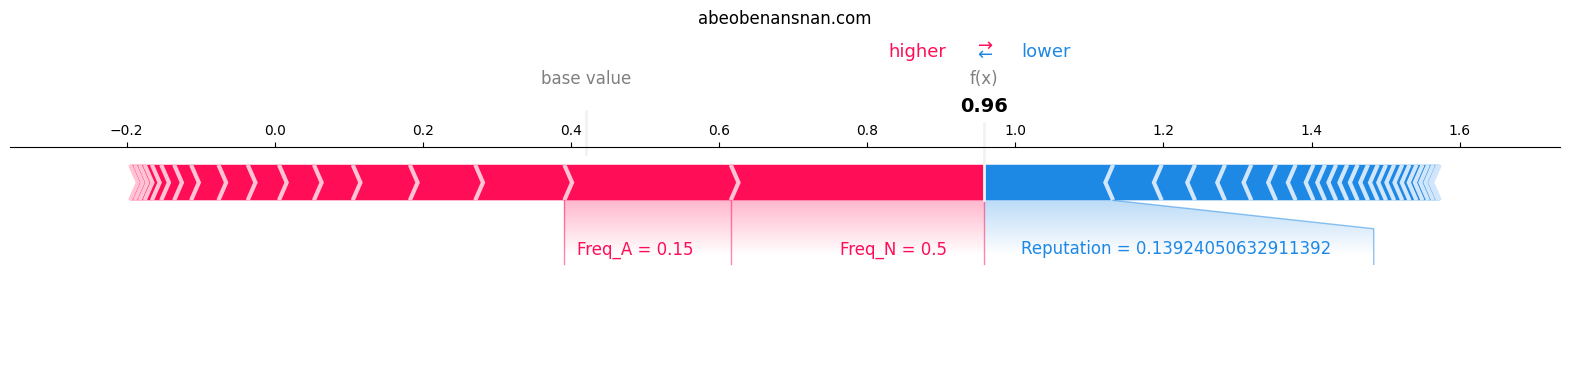 abeobenansnan.com
higher ⇄ lower
base value f(x)
0.96
−0.2 0.0 0.2 0.4 0.6 0.8 1.0 1.2 1.4 1.6
Freq_A = 0.15 Freq_N = 0.5 Reputation = 0.13924050632911392